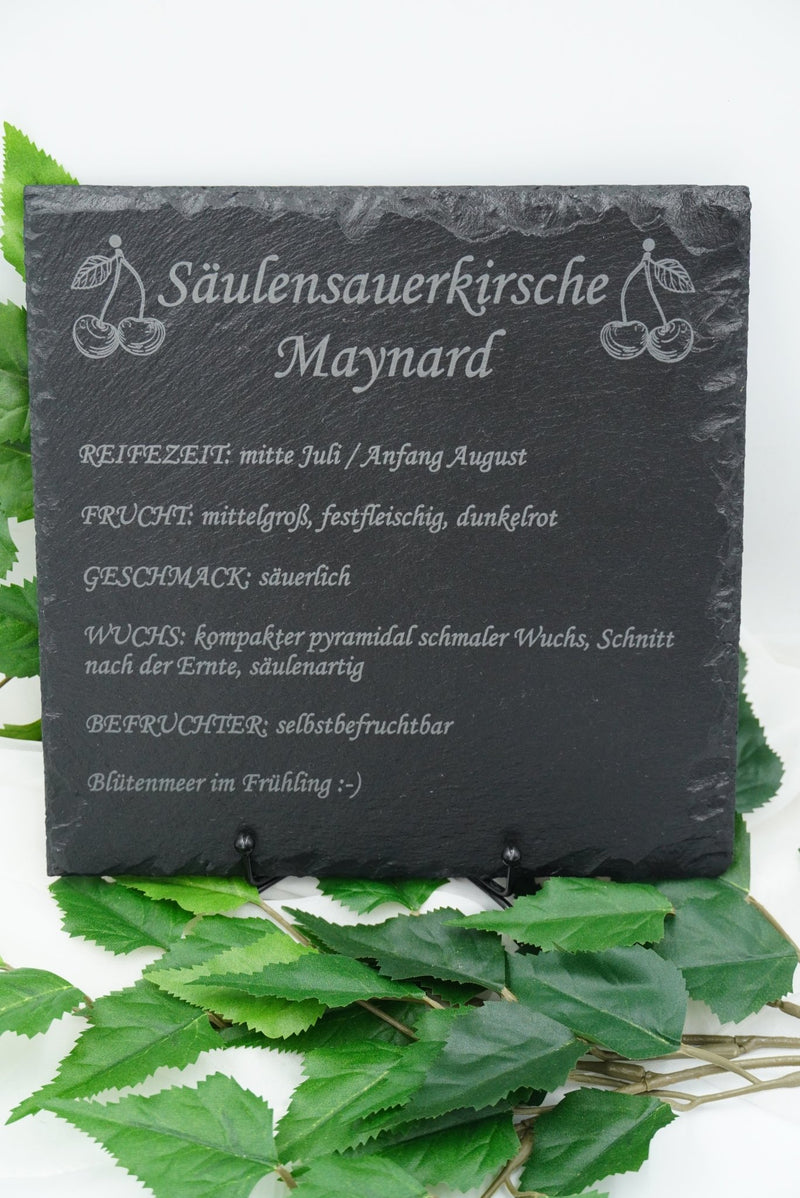 Säulensauerkirsche
Maynard
REIFEZEIT: mitte Juli / Anfang August
FRUCHT: mittelgroß, festfleischig, dunkelrot
GESCHMACK: säuerlich
WUCHS: kompakter pyramidal schmaler Wuchs, Schnitt
nach der Ernte, säulenartig
BEFRUCHTER: selbstbefruchtbar
Blütenmeer im Frühling :-)